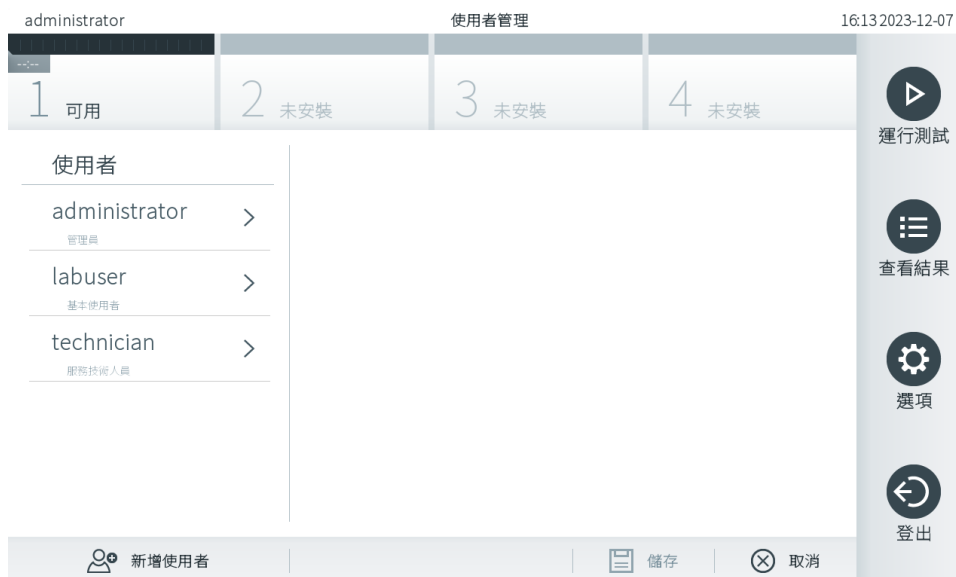 administrator
使用者管理
16:13 2023-12-07
--:--
1 可用
2 未安裝
3 未安裝
4 未安裝
運行測試
查看結果
選項
登出
使用者
administrator
管理員
labuser
基本使用者
technician
服務技術人員
新增使用者
儲存
取消